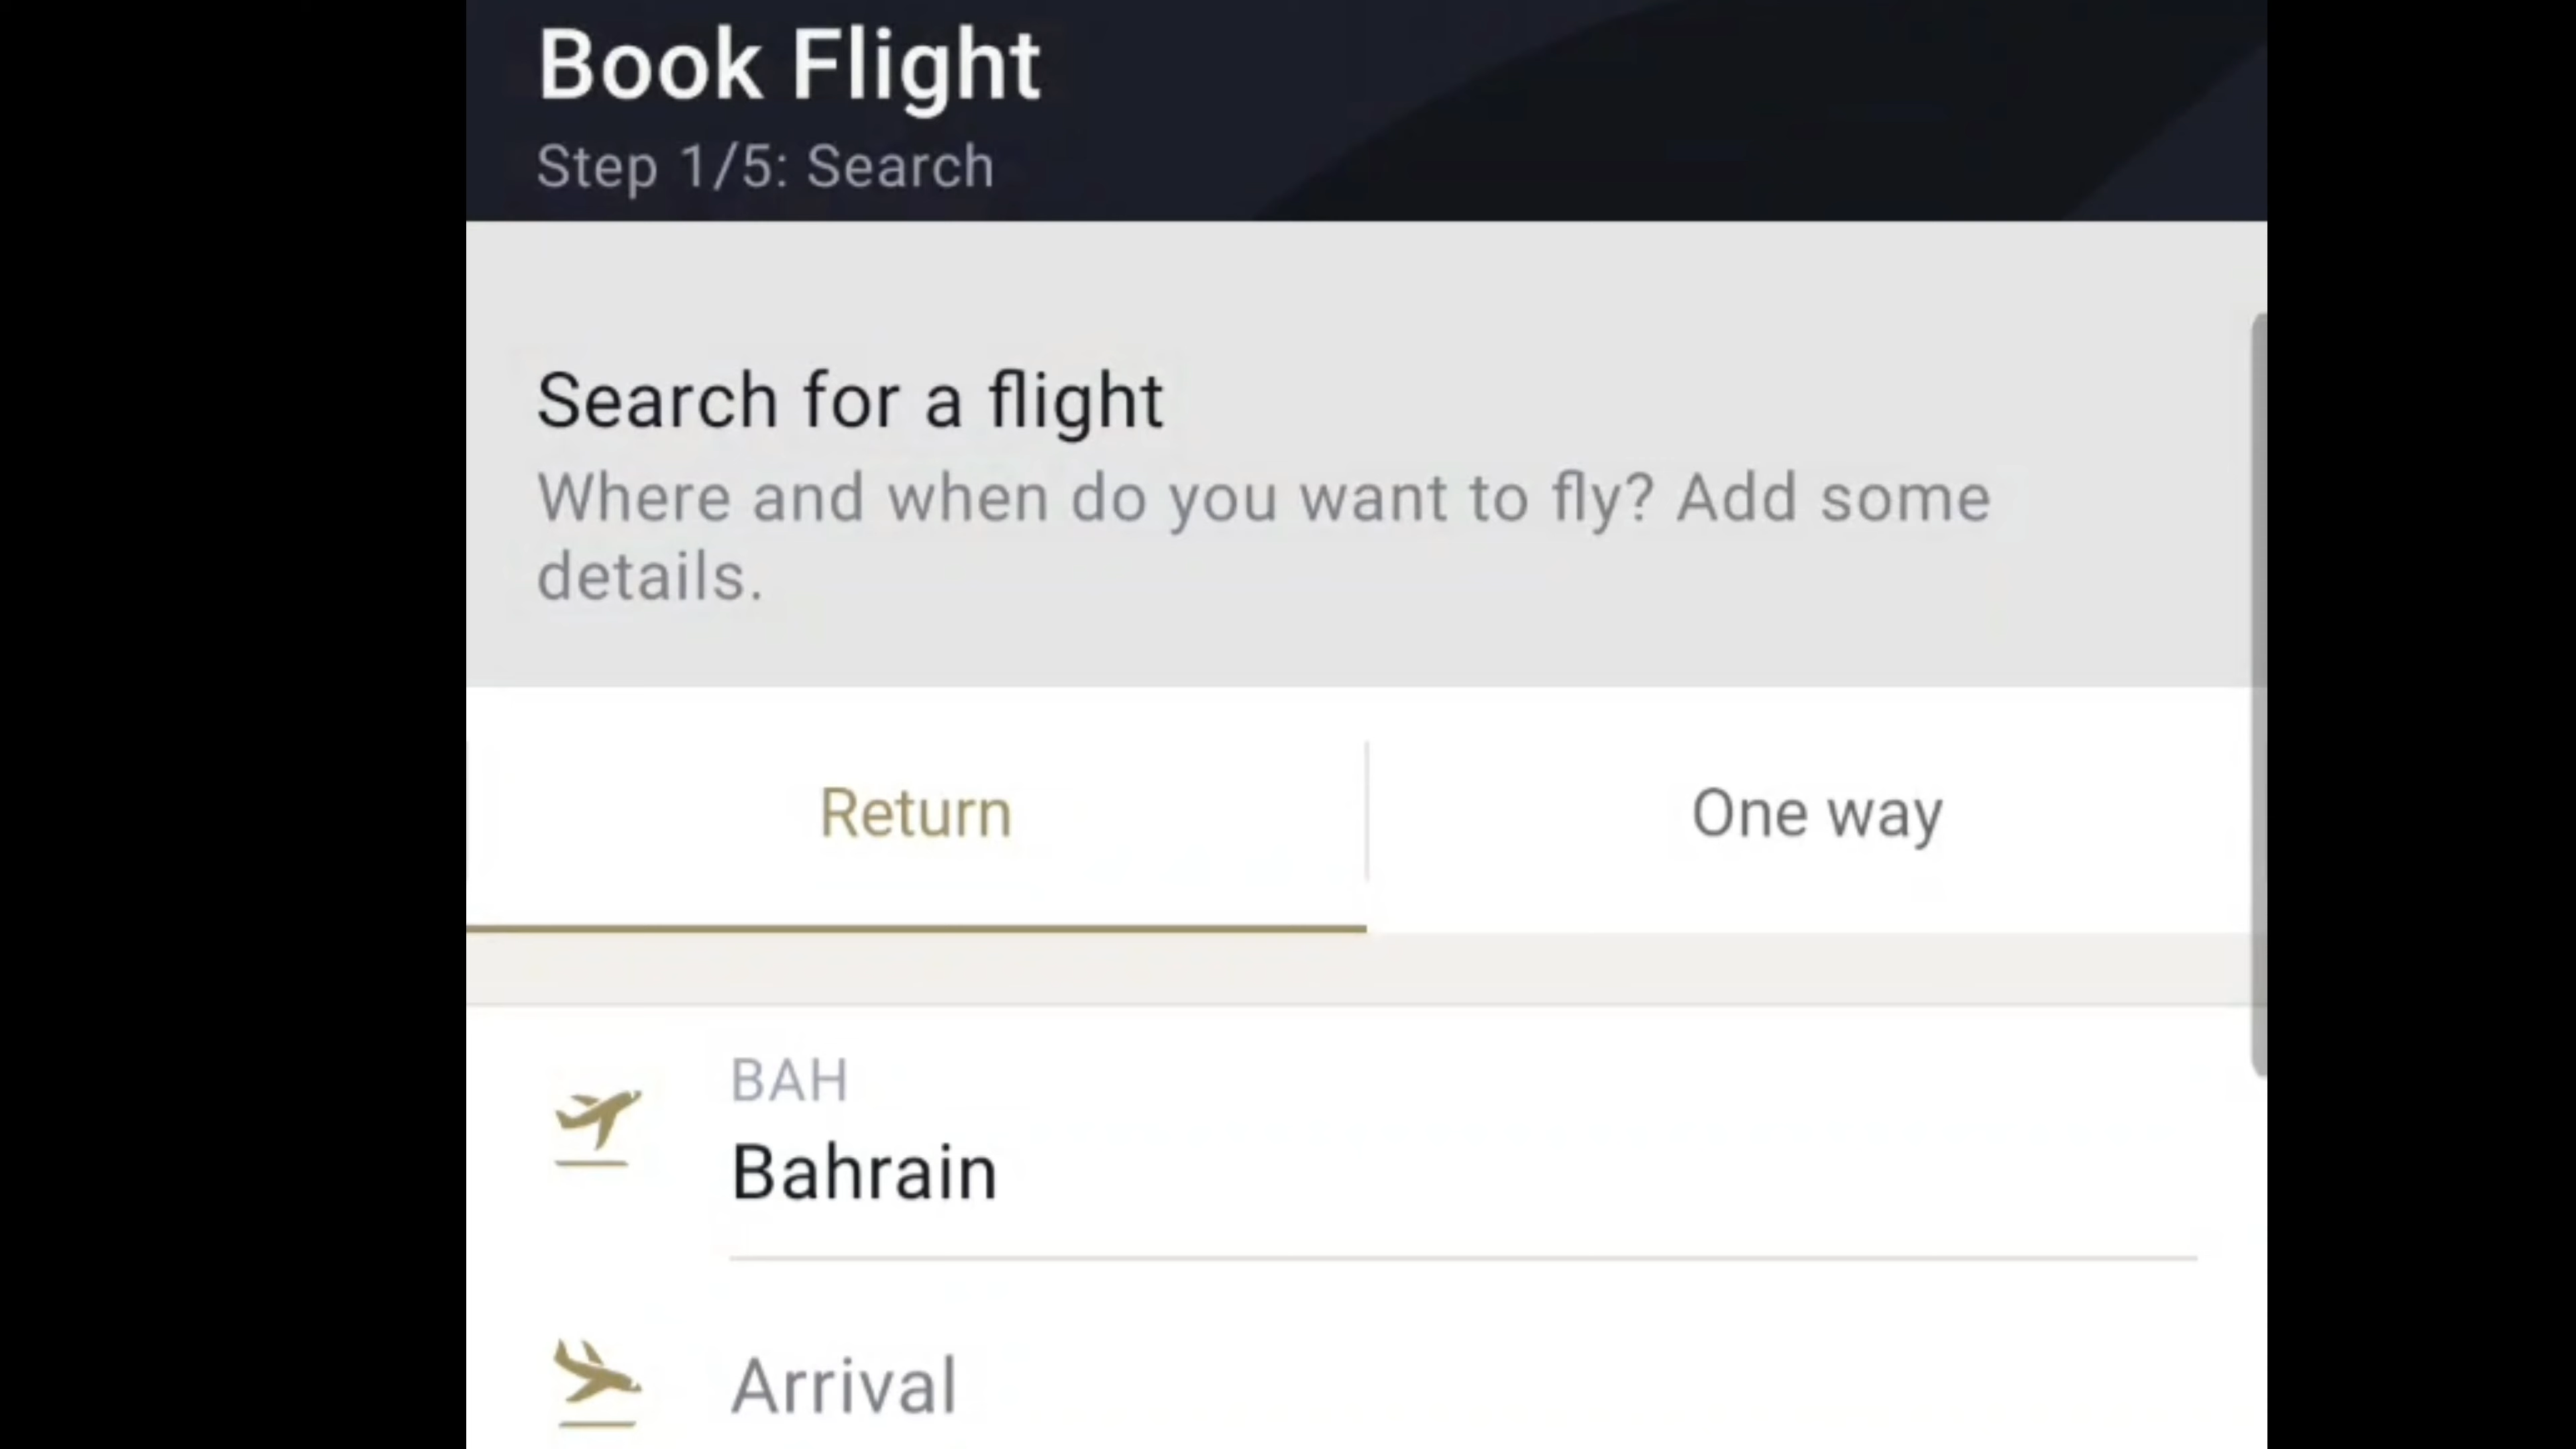 Book Flight
Step 1/5: Search
Search for a flight
Where and when do you want to fly? Add some
details.
Return
One way
BAH
Bahrain
Arrival